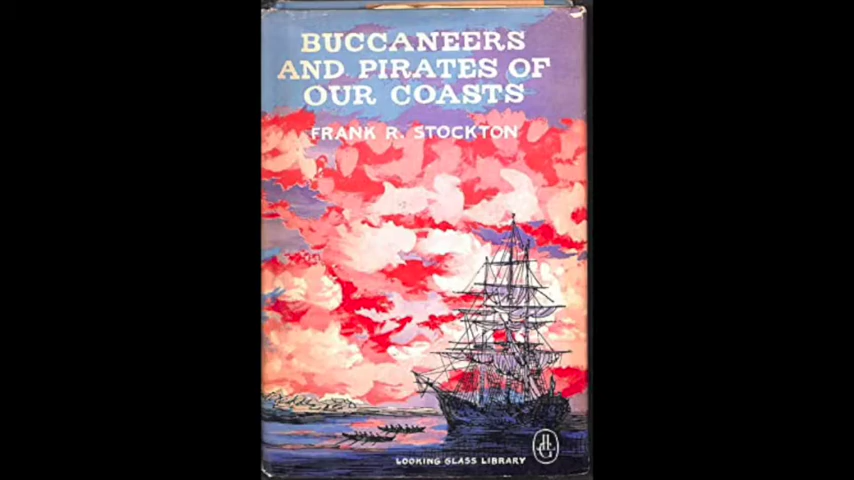 BUCCANEERS
AND PIRATES OF
OUR COASTS
FRANK R. STOCKTON
LOOKING GLASS LIBRARY